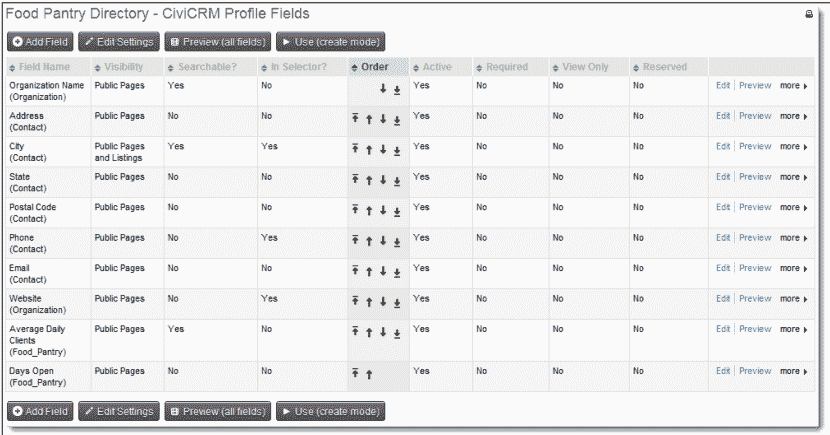 Food Pantry Directory - CiviCRM Profile Fields
Add Field Edit Settings Preview (all fields) Use (create mode)
Field Name Visibility Searchable? In Selector? Order Active Required View Only Reserved
Organization Name Public Pages Yes No Yes No No No Edit Preview more
(Organization)
Address Public Pages No No Yes No No No Edit Preview more
(Contact)
City Public Pages Yes Yes Yes No No No Edit Preview more
(Contact) and Listings
State Public Pages No No Yes No No No Edit Preview more
(Contact)
Postal Code Public Pages No No Yes No No No Edit Preview more
(Contact)
Phone Public Pages No Yes Yes No No No Edit Preview more
(Contact)
Email Public Pages No No Yes No No No Edit Preview more
(Contact)
Website Public Pages No Yes Yes No No No Edit Preview more
(Organization)
Average Daily Public Pages Yes No Yes No No No Edit Preview more
Clients
(Food_Pantry)
Days Open Public Pages No No Yes No No No Edit Preview more
(Food_Pantry)
Add Field Edit Settings Preview (all fields) Use (create mode)